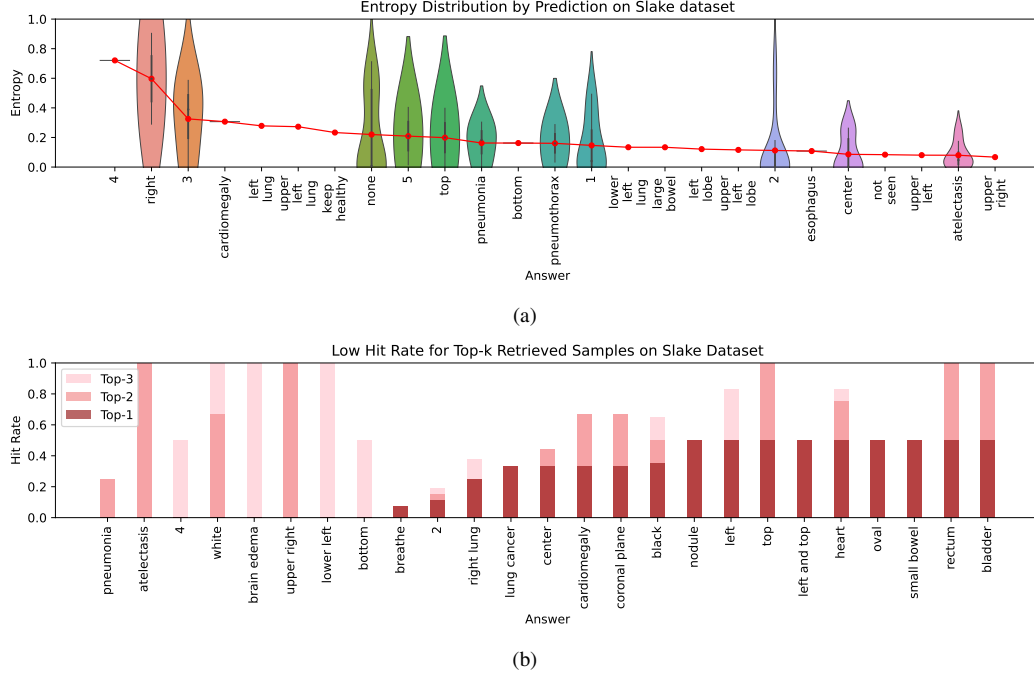 Entropy Distribution by Prediction on Slake dataset
1.0
0.8
0.6
0.4
0.2
0.0
Entropy
4
right
3
cardiomegaly
left
lung
upper
left
lung
keep
healthy
none
5
top
pneumonia
bottom
pneumothorax
1
lower
left
lung
large
bowel
left
lobe
upper
left
lobe
2
esophagus
center
not
seen
upper
left
atelectasis
upper
right
Answer
(a)
Low Hit Rate for Top-k Retrieved Samples on Slake Dataset
1.0
0.8
0.6
0.4
0.2
0.0
Hit Rate
Top-3
Top-2
Top-1
pneumonia
atelectasis
4
white
brain edema
upper right
lower left
bottom
breathe
2
right lung
lung cancer
center
cardiomegaly
coronal plane
black
nodule
left
top
left and top
heart
oval
small bowel
rectum
bladder
Answer
(b)